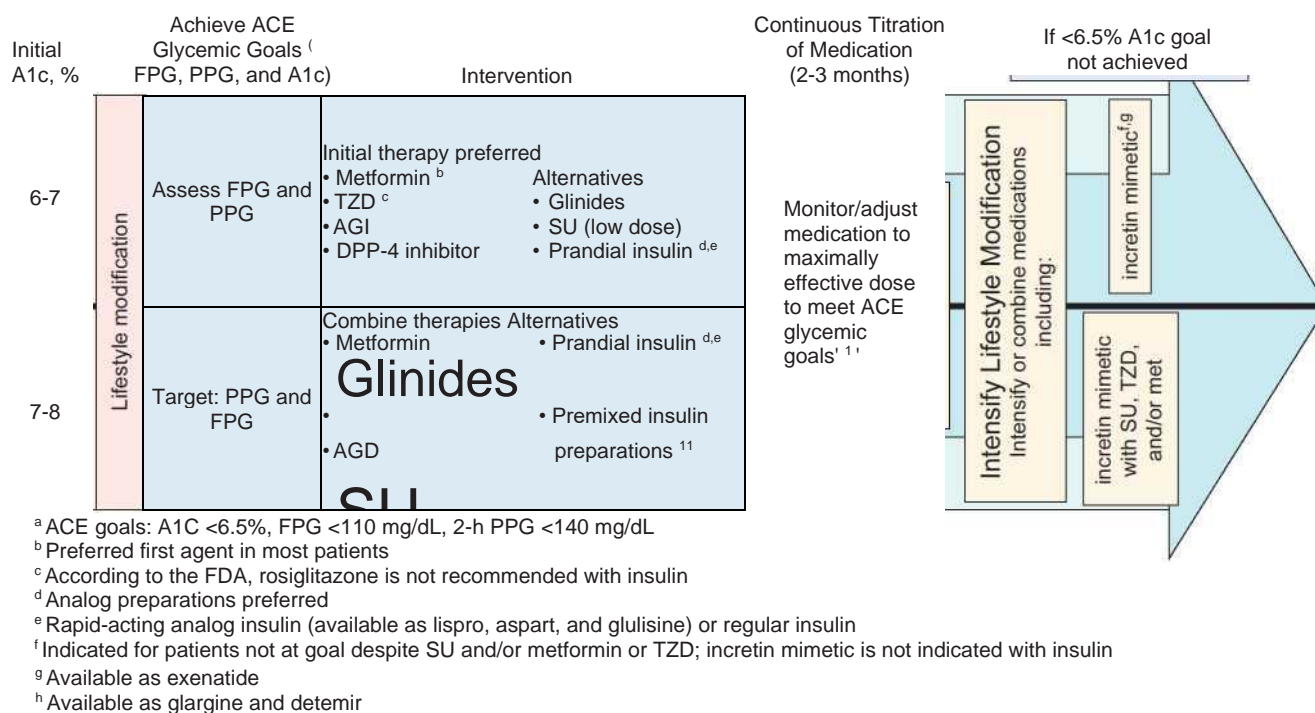 Initial
A1c, %
Achieve ACE
Glycemic Goals (
FPG, PPG, and A1c)
Intervention
Continuous Titration
of Medication
(2-3 months)
If <6.5% A1c goal
not achieved
6-7
7-8
Lifestyle modification
Assess FPG and
PPG
Initial therapy preferred
• Metformin b
• TZD c
• AGI
• DPP-4 inhibitor
Alternatives
• Glinides
• SU (low dose)
• Prandial insulin d,e
Target: PPG and
FPG
Combine therapies Alternatives
• Metformin
Glinides
•
• AGD
SU
• Prandial insulin d,e
• Premixed insulin
preparations 11
Monitor/adjust
medication to
maximally
effective dose
to meet ACE
glycemic
goals' 1 '
Intensify Lifestyle Modification
Intensify or combine medications
including:
incretin mimetic f,g
incretin mimetic
with SU, TZD,
and/or met
a ACE goals: A1C <6.5%, FPG <110 mg/dL, 2-h PPG <140 mg/dL
b Preferred first agent in most patients
c According to the FDA, rosiglitazone is not recommended with insulin
d Analog preparations preferred
e Rapid-acting analog insulin (available as lispro, aspart, and glulisine) or regular insulin
f Indicated for patients not at goal despite SU and/or metformin or TZD; incretin mimetic is not indicated with insulin
g Available as exenatide
h Available as glargine and detemir